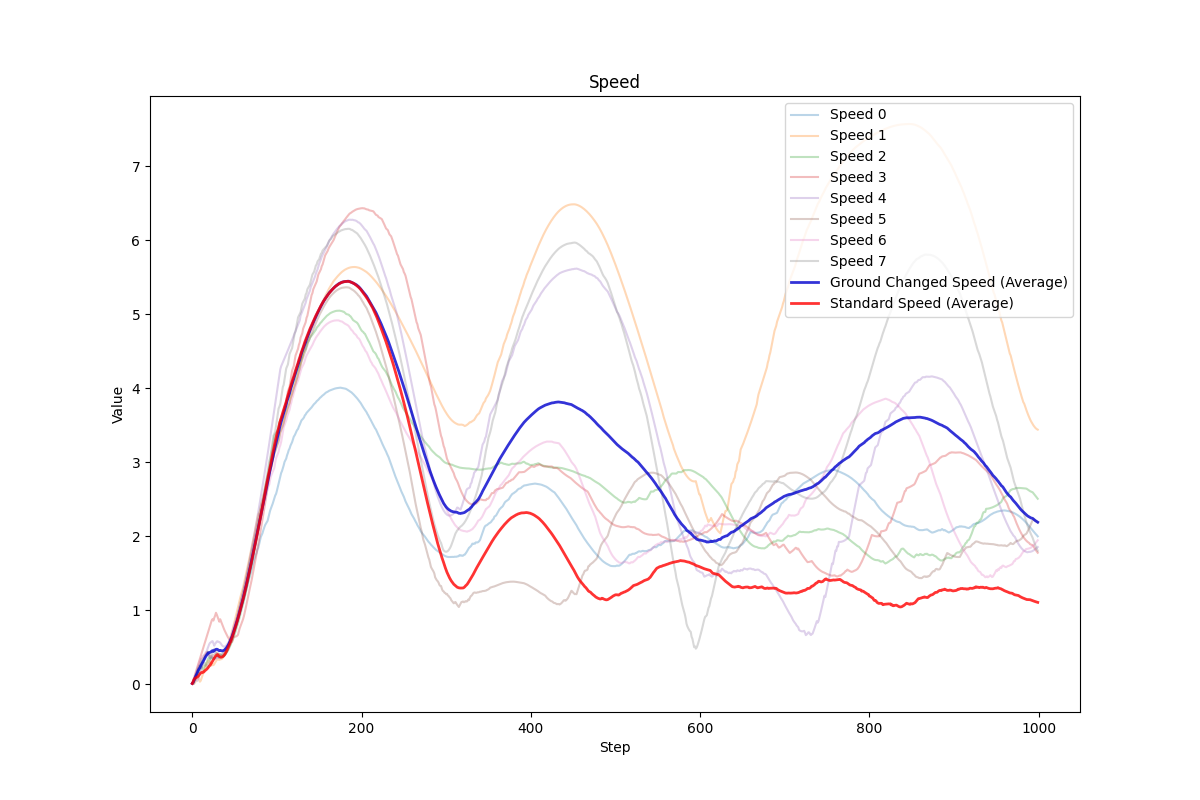 Speed
Speed 0
Speed 1
Speed 2
Speed 3
Speed 4
Speed 5
Speed 6
Speed 7
Ground Changed Speed (Average)
Standard Speed (Average)
Value
7
6
5
4
3
2
1
0
0
200
400
600
800
1000
Step